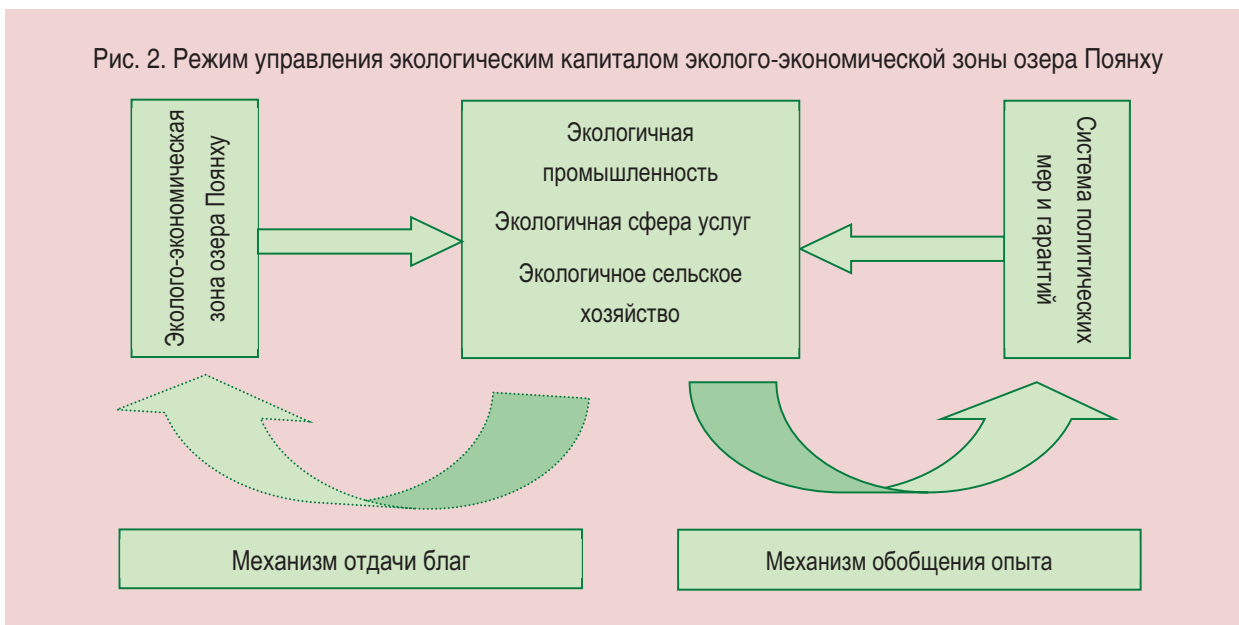 Рис. 2. Режим управления экологическим капиталом эколого-экономической зоны озера Поянху
Эколого-экономическая
зона озера Поянху
Экологичная
промышленность
Экологичная сфера услуг
Экологичное сельское
хозяйство
Система политических
мер и гарантий
Механизм отдачи благ
Механизм обобщения опыта